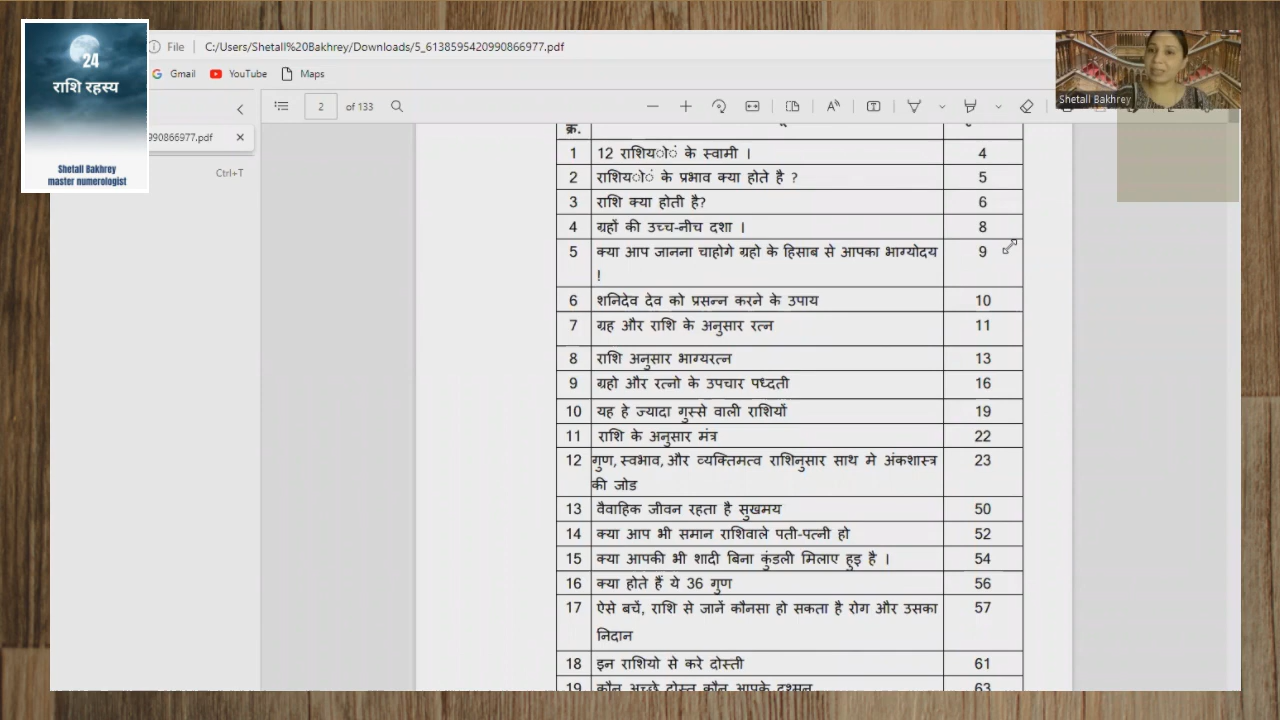 24
राशि रहस्य
Shetall Bakhrey
master numerologist
File C:/Users/Shetall%20Bakhrey/Downloads/5_6138595420990866977.pdf
Gmail YouTube Maps
990866977.pdf
Ctrl+T
2 of 133
Shetall Bakhrey
क्र.
1 12 राशियों के स्वामी । 4
2 राशियों के प्रभाव क्या होते है ? 5
3 राशि क्या होती है? 6
4 ग्रहों की उच्च-नीच दशा । 8
5 क्या आप जानना चाहोगे ग्रहो के हिसाब से आपका भाग्योदय 9
!
6 शनिदेव देव को प्रसन्न करने के उपाय 10
7 ग्रह और राशि के अनुसार रत्न 11
8 राशि अनुसार भाग्यरत्न 13
9 ग्रहो और रत्नो के उपचार पध्दती 16
10 यह हे ज्यादा गुस्से वाली राशियों 19
11 राशि के अनुसार मंत्र 22
12 गुण, स्वभाव, और व्यक्तिमत्व राशिनुसार साथ मे अंकशास्त्र 23
की जोड
13 वैवाहिक जीवन रहता है सुखमय 50
14 क्या आप भी समान राशिवाले पती-पत्नी हो 52
15 क्या आपकी भी शादी बिना कुंडली मिलाए हुइ है । 54
16 क्या होते हैं ये 36 गुण 56
17 ऐसे बचें, राशि से जानें कौनसा हो सकता है रोग और उसका 57
निदान
18 इन राशियो से करे दोस्ती 61
19 कौन अच्छे दोस्त कौन आपके दुश्मन 63